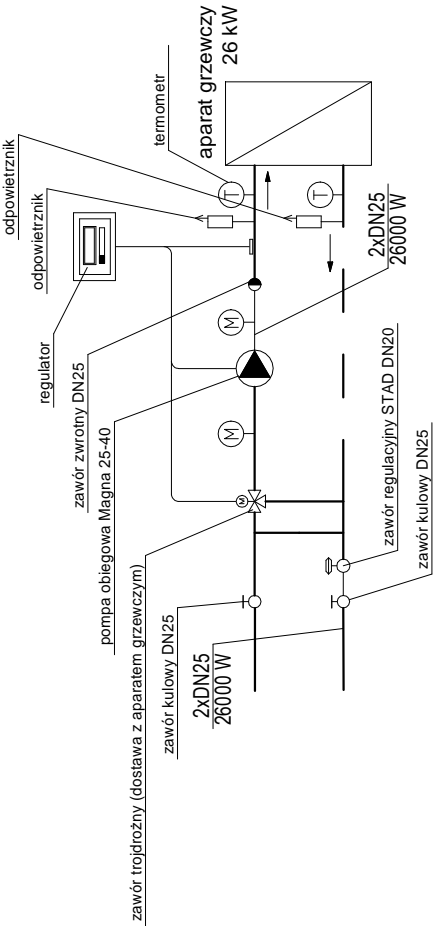 odpowietrznik
odpowietrznik
regulator
zawór zwrotny DN25
pompa obiegowa Magna 25-40
zawór trojdrożny (dostawa z aparatem grzewczym)
zawór kulowy DN25
2xDN25
26000 W
termometr
aparat grzewczy
26 kW
T
T
M
M
M
2xDN25
26000 W
zawór regulacyjny STAD DN20
zawór kulowy DN25